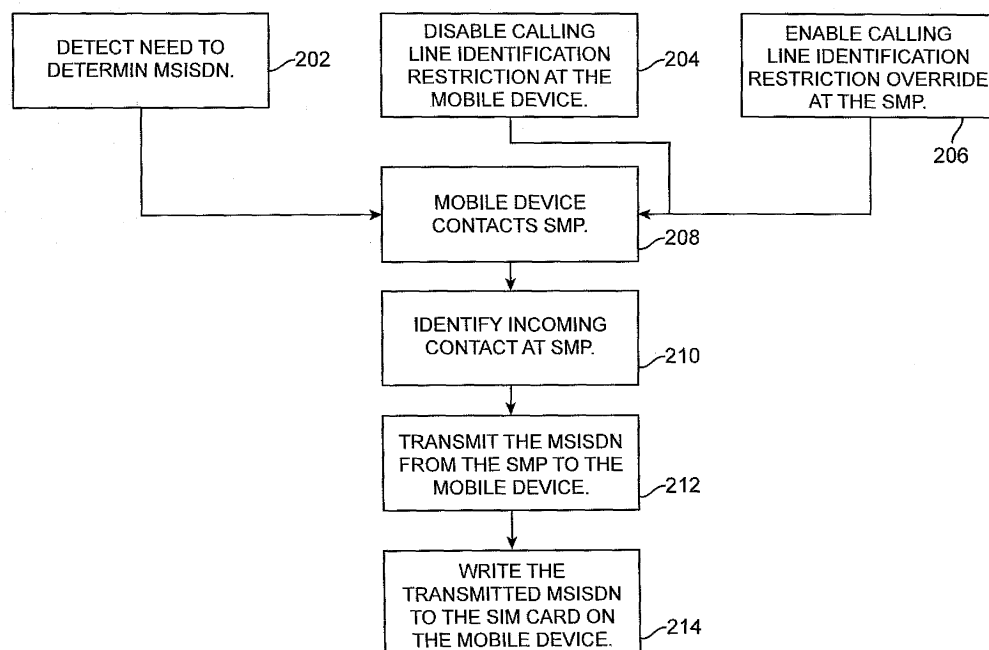 DETECT NEED TO
DETERMIN MSISDN.
202
DISABLE CALLING
LINE IDENTIFICATION
RESTRICTION AT THE
MOBILE DEVICE.
204
ENABLE CALLING
LINE IDENTIFICATION
RESTRICTION OVERRIDE
AT THE SMP.
206
MOBILE DEVICE
CONTACTS SMP.
208
IDENTIFY INCOMING
CONTACT AT SMP.
210
TRANSMIT THE MSISDN
FROM THE SMP TO THE
MOBILE DEVICE.
212
WRITE THE
TRANSMITTED MSISDN
TO THE SIM CARD ON
THE MOBILE DEVICE.
214